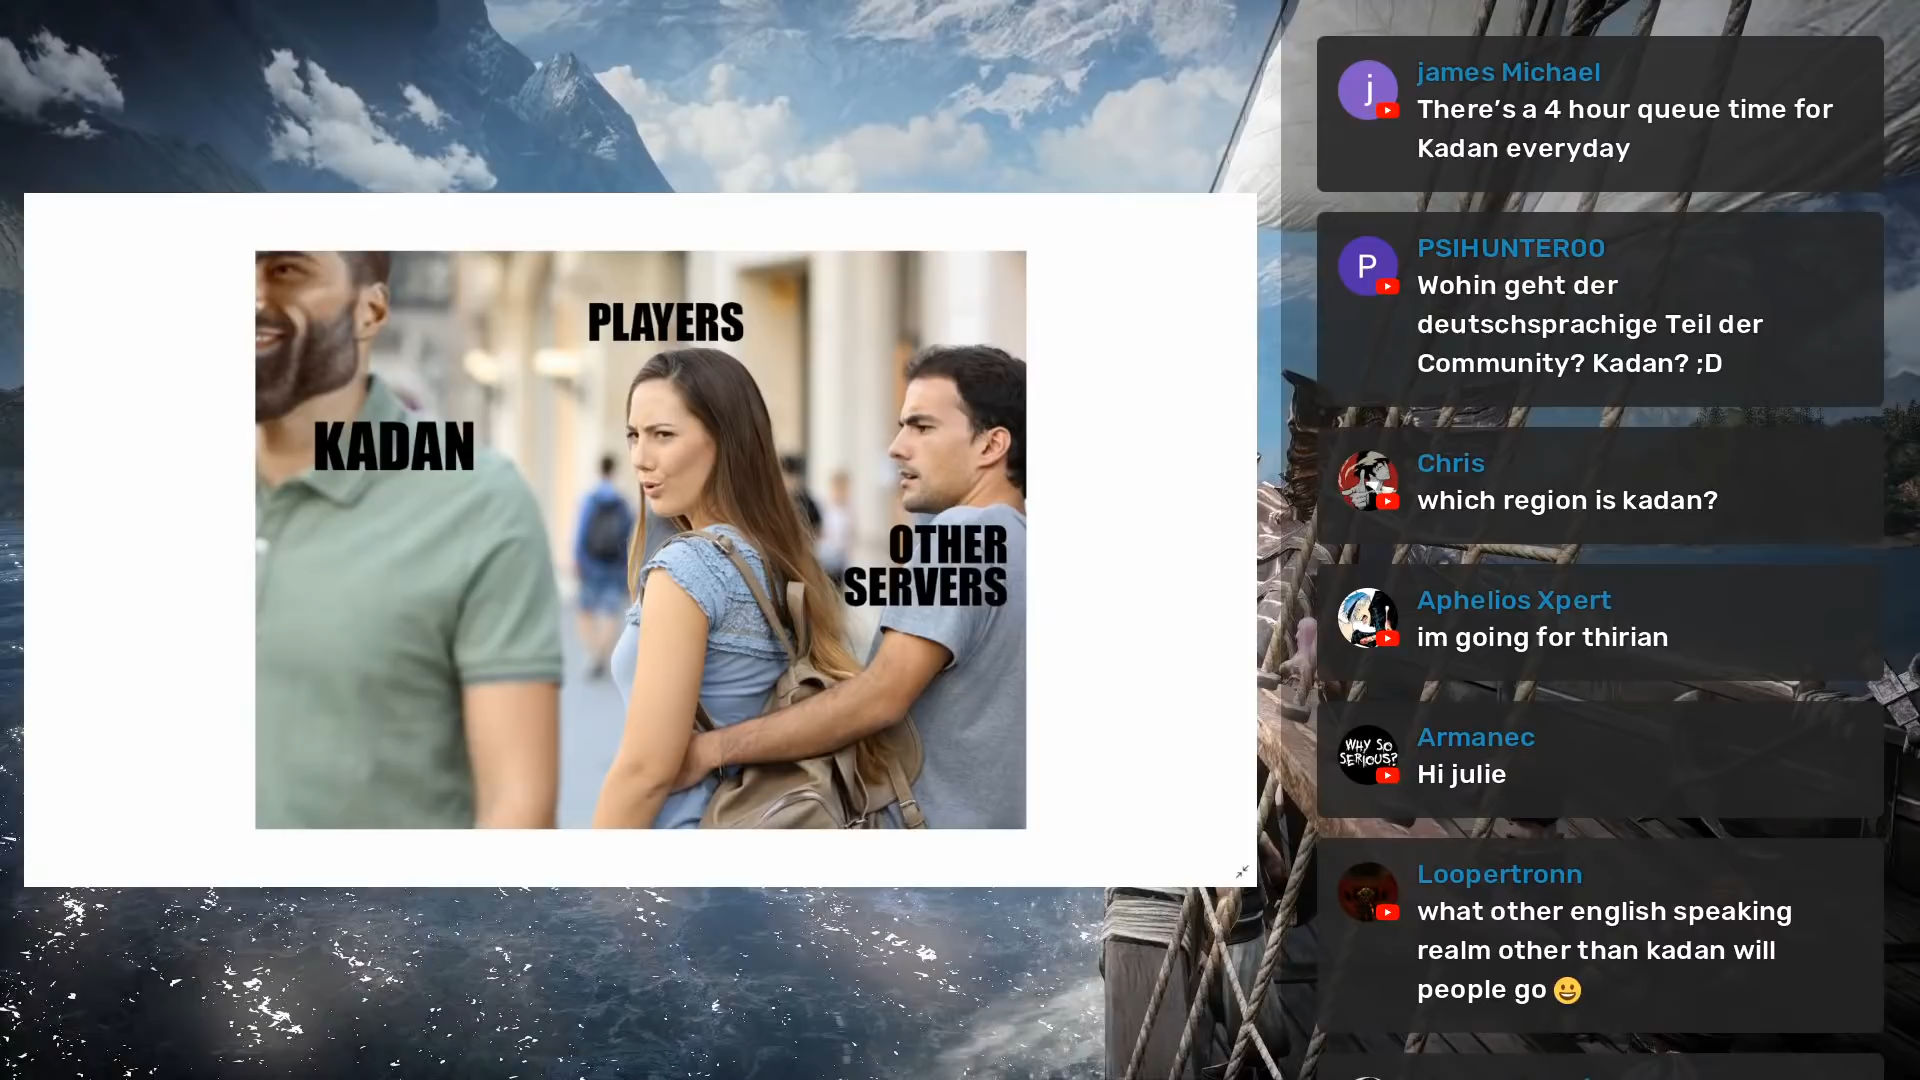 PLAYERS
KADAN
OTHER
SERVERS
j
james Michael
There’s a 4 hour queue time for
Kadan everyday
P
PSIHUNTER00
Wohin geht der
deutschsprachige Teil der
Community? Kadan? ;D
Chris
which region is kadan?
Aphelios Xpert
im going for thirian
WHY SO
SERIOUS?
Armanec
Hi julie
Loopertronn
what other english speaking
realm other than kadan will
people go 😀